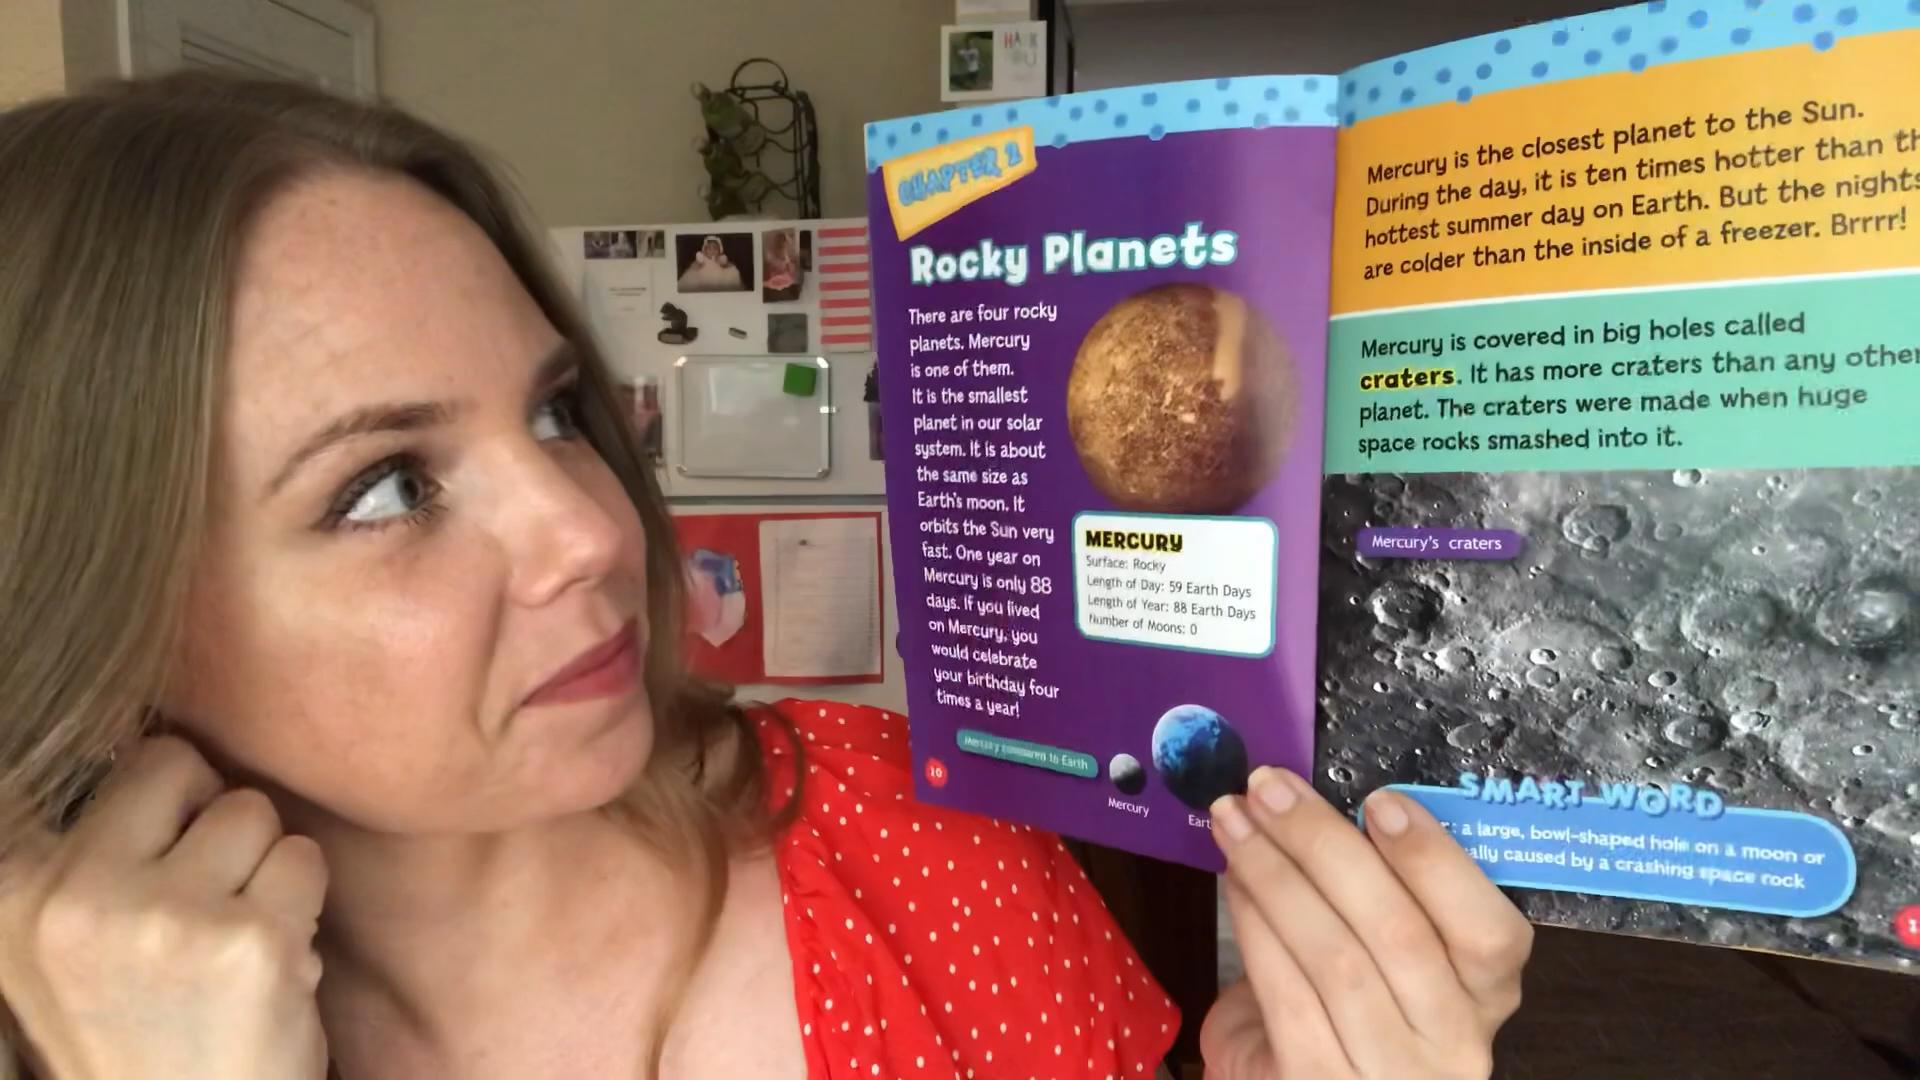 CHAPTER 2
Rocky Planets
There are four rocky
planets. Mercury
is one of them.
It is the smallest
planet in our solar
system. It is about
the same size as
Earth's moon. It
orbits the Sun very
fast. One year on
Mercury is only 88
days. If you lived
on Mercury, you
would celebrate
your birthday four
times a year!
MERCURY
Surface: Rocky
Length of Day: 59 Earth Days
Length of Year: 88 Earth Days
Number of Moons: 0
Mercury compared to Earth
Mercury
Eart
10
Mercury is the closest planet to the Sun.
During the day, it is ten times hotter than th
hottest summer day on Earth. But the nights
are colder than the inside of a freezer. Brrrr!
Mercury is covered in big holes called
craters. It has more craters than any other
planet. The craters were made when huge
space rocks smashed into it.
Mercury's craters
SMART WORD
: a large, bowl-shaped hole on a moon or
ally caused by a crashing space rock